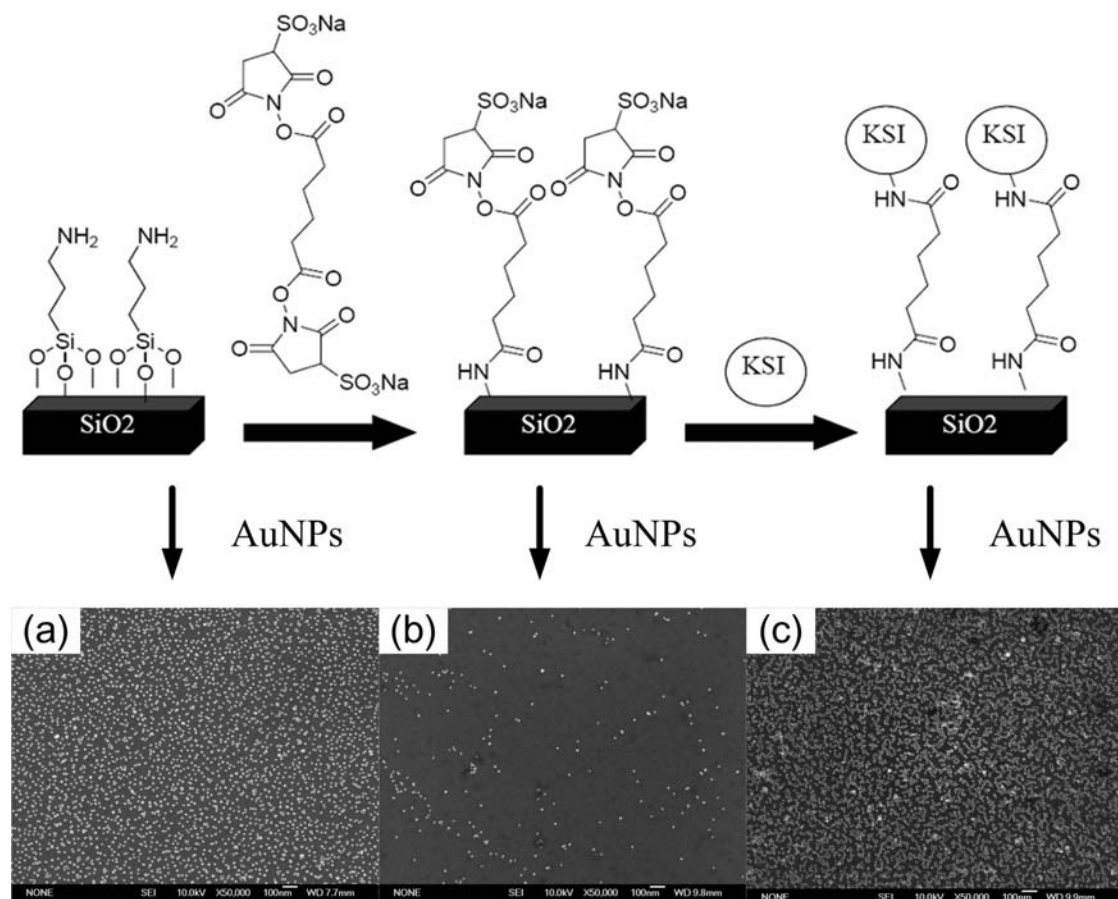 SO3Na
O
O
N
O
O
O
O
N
O
O
SO3Na
NH2 NH2
Si Si
O O O O
O O
SiO2
SO3Na SO3Na
O O
O N O N
O O O O
HN O HN O
SiO2
KSI
KSI KSI
HN O HN O
HN O HN O
SiO2
AuNPs AuNPs AuNPs
(a) (b) (c)
NONE SEI 10.0kV X50,000 100nm WD 7.7mm
NONE SEI 10.0kV X50,000 100nm WD 9.8mm
NONE SEI 10.0kV X50,000 100nm WD 9.9mm